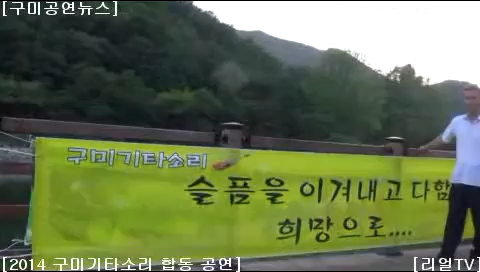 [구미공연뉴스]
구미기타소리
슬픔을 이겨내고 다함
희망으로....
[2014 구미기타소리 합동 공연]
[리얼TV]